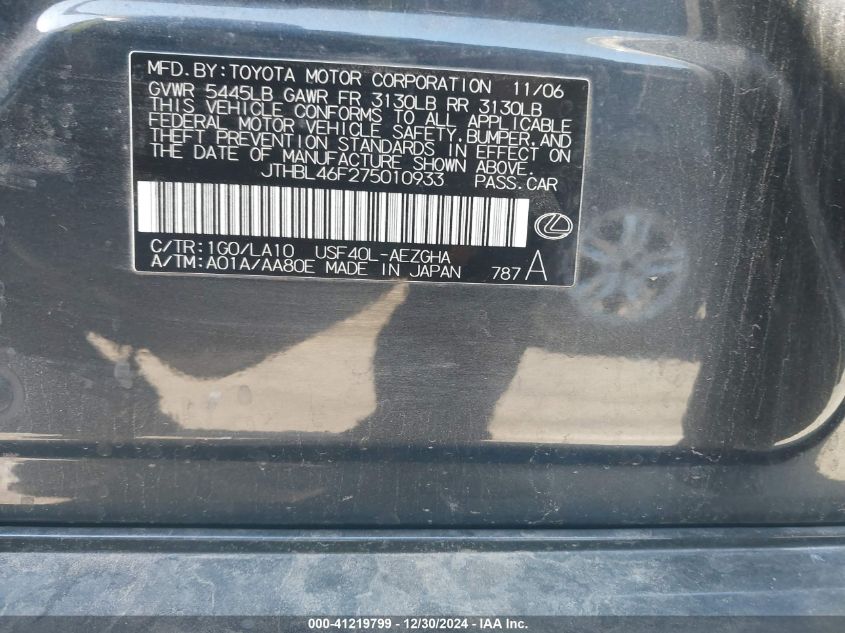 MFD. BY: TOYOTA MOTOR CORPORATION 11/06
GVWR 5445LB GAWR FR 3130LB RR 3130LB
THIS VEHICLE CONFORMS TO ALL APPLICABLE
FEDERAL MOTOR VEHICLE SAFETY, BUMPER, AND
THEFT PREVENTION STANDARDS IN EFFECT ON
THE DATE OF MANUFACTURE SHOWN ABOVE.
JTHBL46F275010933 PASS. CAR
C/TR: 1G0/LA10 USF40L-AEZGHA
A/TM: A01A/AA80E MADE IN JAPAN 787 A
000-41219799 - 12/30/2024 - IAA Inc.